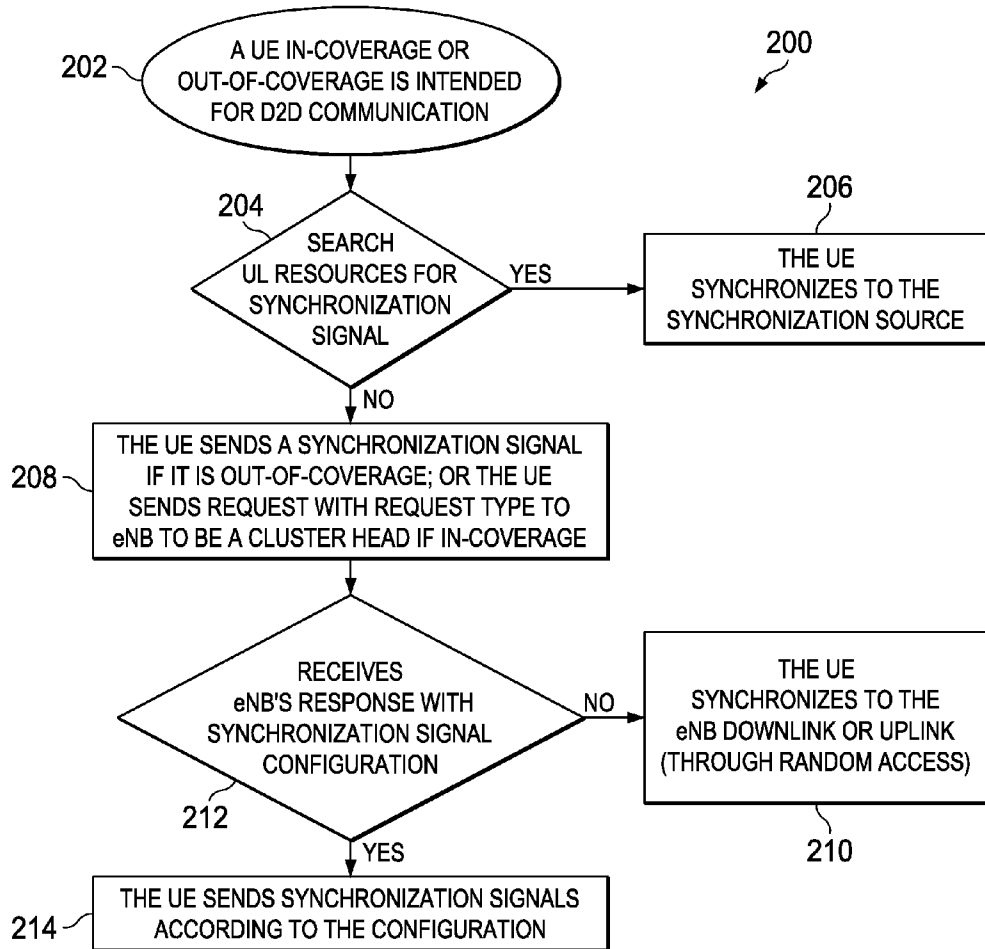 202
A UE IN-COVERAGE OR
OUT-OF-COVERAGE IS INTENDED
FOR D2D COMMUNICATION
200
204
SEARCH
UL RESOURCES FOR
SYNCHRONIZATION
SIGNAL
YES
206
THE UE
SYNCHRONIZES TO THE
SYNCHRONIZATION SOURCE
NO
208
THE UE SENDS A SYNCHRONIZATION SIGNAL
IF IT IS OUT-OF-COVERAGE; OR THE UE
SENDS REQUEST WITH REQUEST TYPE TO
eNB TO BE A CLUSTER HEAD IF IN-COVERAGE
RECEIVES
eNB'S RESPONSE WITH
SYNCHRONIZATION SIGNAL
CONFIGURATION
212
NO
THE UE
SYNCHRONIZES TO THE
eNB DOWNLINK OR UPLINK
(THROUGH RANDOM ACCESS)
210
YES
214
THE UE SENDS SYNCHRONIZATION SIGNALS
ACCORDING TO THE CONFIGURATION